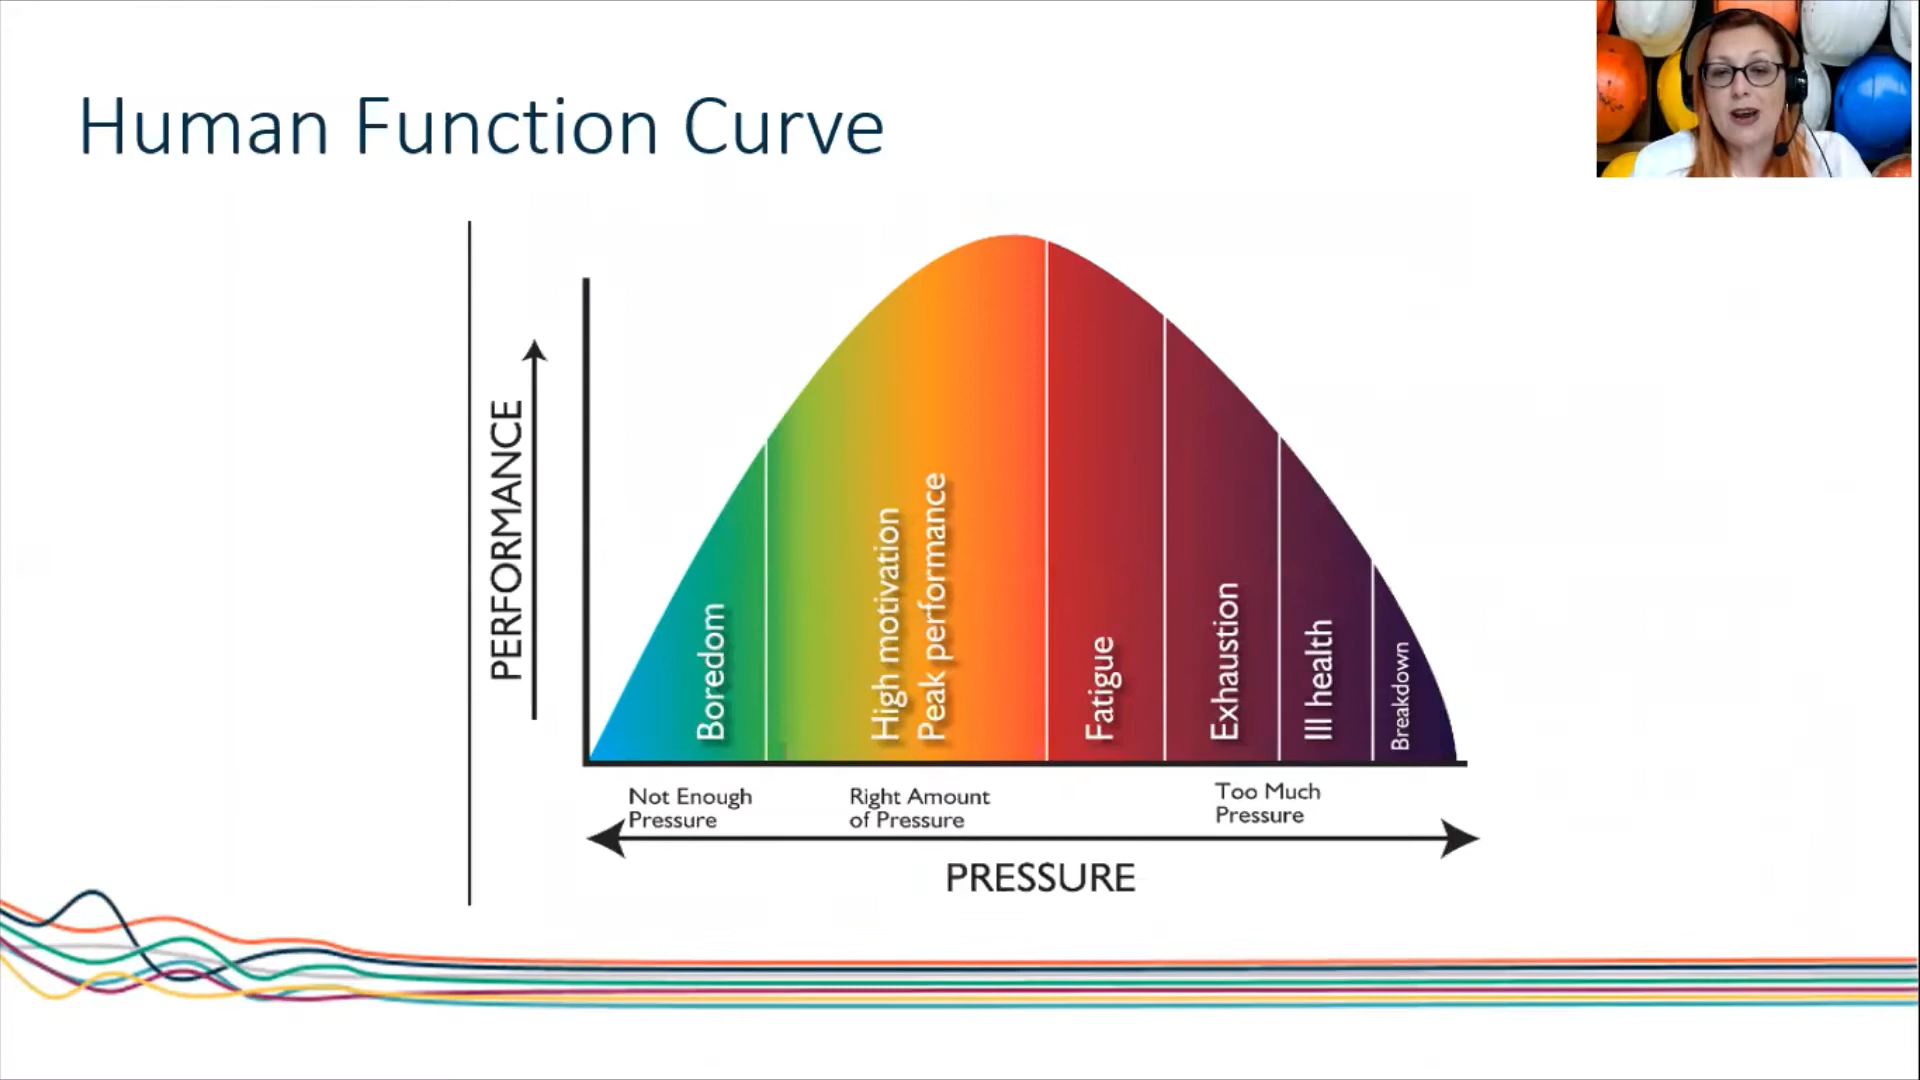 Human Function Curve
PERFORMANCE
Boredom
High motivation
Peak performance
Fatigue
Exhaustion
Ill health
Breakdown
Not Enough
Pressure
Right Amount
of Pressure
Too Much
Pressure
PRESSURE